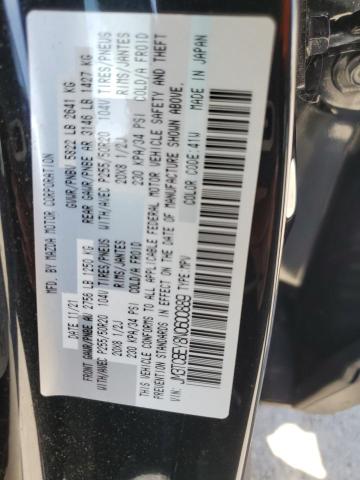 MFD. BY MAZDA MOTOR CORPORATION
11/21 GVWR/PNBV 5822 LB 2641 KG
FRONT GAWR/PNBE AV 2756 LB 1250 KG REAR GAWR/PNBE AR 3146 LB 1427 KG
WITH/AVEC P255/50R20 104V TIRES/PNEUS WITH/AVEC P255/50R20 104V TIRES/PNEUS
20X8 1/2J RIMS/JANTES 20X8 1/2J RIMS/JANTES
230 KPA/34 PSI COLD/A FROID 230 KPA/34 PSI COLD/A FROID
THIS VEHICLE CONFORMS TO ALL APPLICABLE FEDERAL MOTOR VEHICLE SAFETY AND THEFT
PREVENTION STANDARDS IN EFFECT ON THE DATE OF MANUFACTURE SHOWN ABOVE.
MPV COLOR:41W MADE IN JAPAN